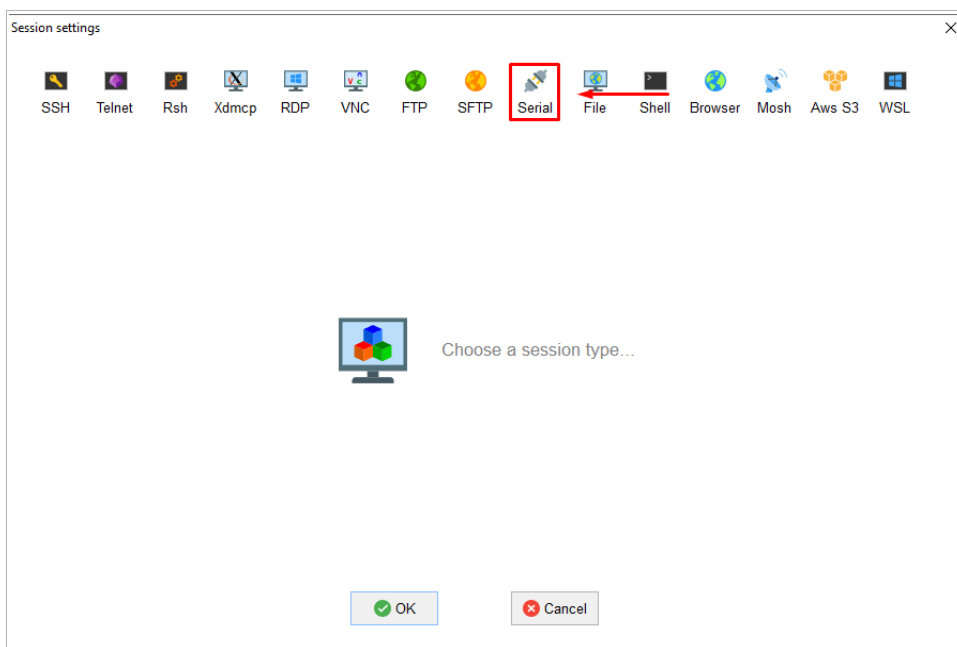 Session settings
SSH Telnet Rsh Xdmcp RDP VNC FTP SFTP Serial File Shell Browser Mosh Aws S3 WSL
Choose a session type...
OK Cancel